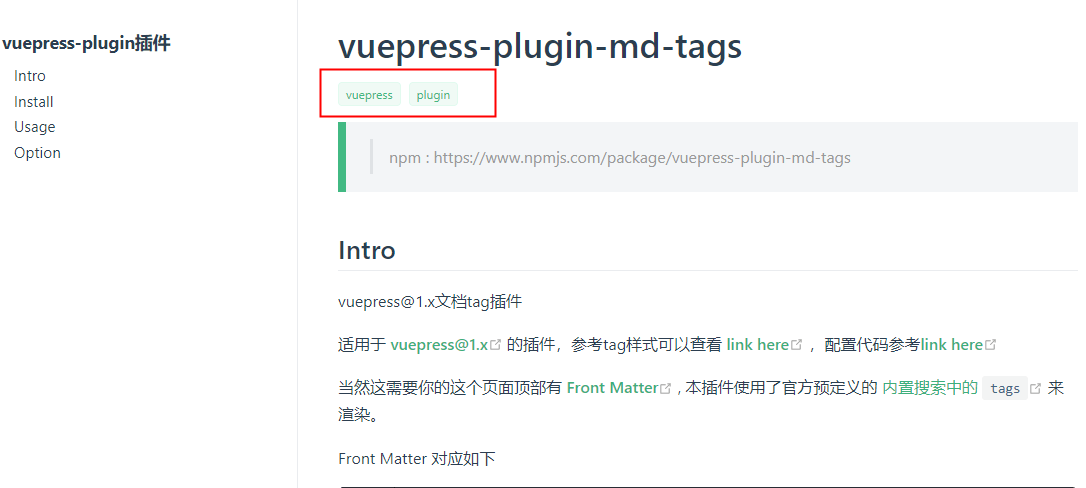 vuepress-plugin插件
Intro
Install
Usage
Option
vuepress-plugin-md-tags
vuepress plugin
npm : https://www.npmjs.com/package/vuepress-plugin-md-tags
Intro
vuepress@1.x文档tag插件
适用于 vuepress@1.x 的插件，参考tag样式可以查看 link here ，配置代码参考link here
当然这需要你的这个页面顶部有 Front Matter , 本插件使用了官方预定义的 内置搜索中的 tags 来
渲染。
Front Matter 对应如下